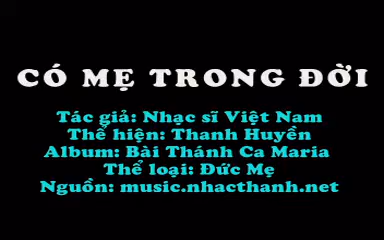 CÓ MẸ TRONG ĐỜI
Tác giả: Nhạc sĩ Việt Nam
Thể hiện: Thanh Huyền
Album: Bài Thánh Ca Maria
Thể loại: Đức Mẹ
Nguồn: music.nhacthanh.net